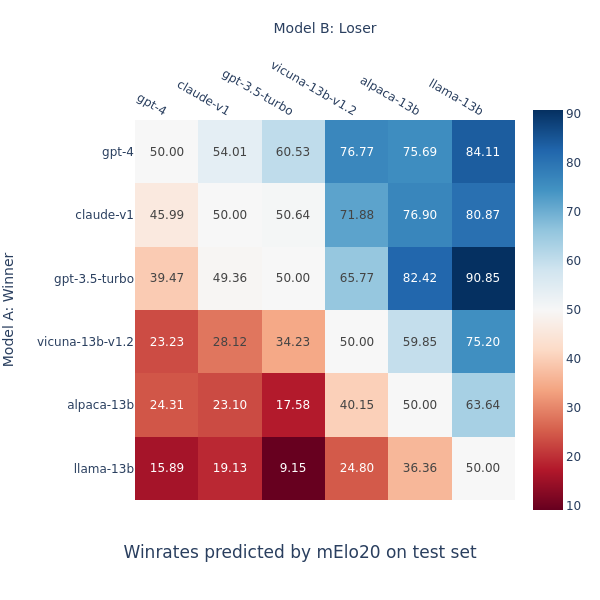 Model B: Loser
gpt-4
claude-v1
gpt-3.5-turbo
vicuna-13b-v1.2
alpaca-13b
llama-13b
Model A: Winner
gpt-4 50.00 54.01 60.53 76.77 75.69 84.11
claude-v1 45.99 50.00 50.64 71.88 76.90 80.87
gpt-3.5-turbo 39.47 49.36 50.00 65.77 82.42 90.85
vicuna-13b-v1.2 23.23 28.12 34.23 50.00 59.85 75.20
alpaca-13b 24.31 23.10 17.58 40.15 50.00 63.64
llama-13b 15.89 19.13 9.15 24.80 36.36 50.00
90
80
70
60
50
40
30
20
10
Winrates predicted by mElo20 on test set